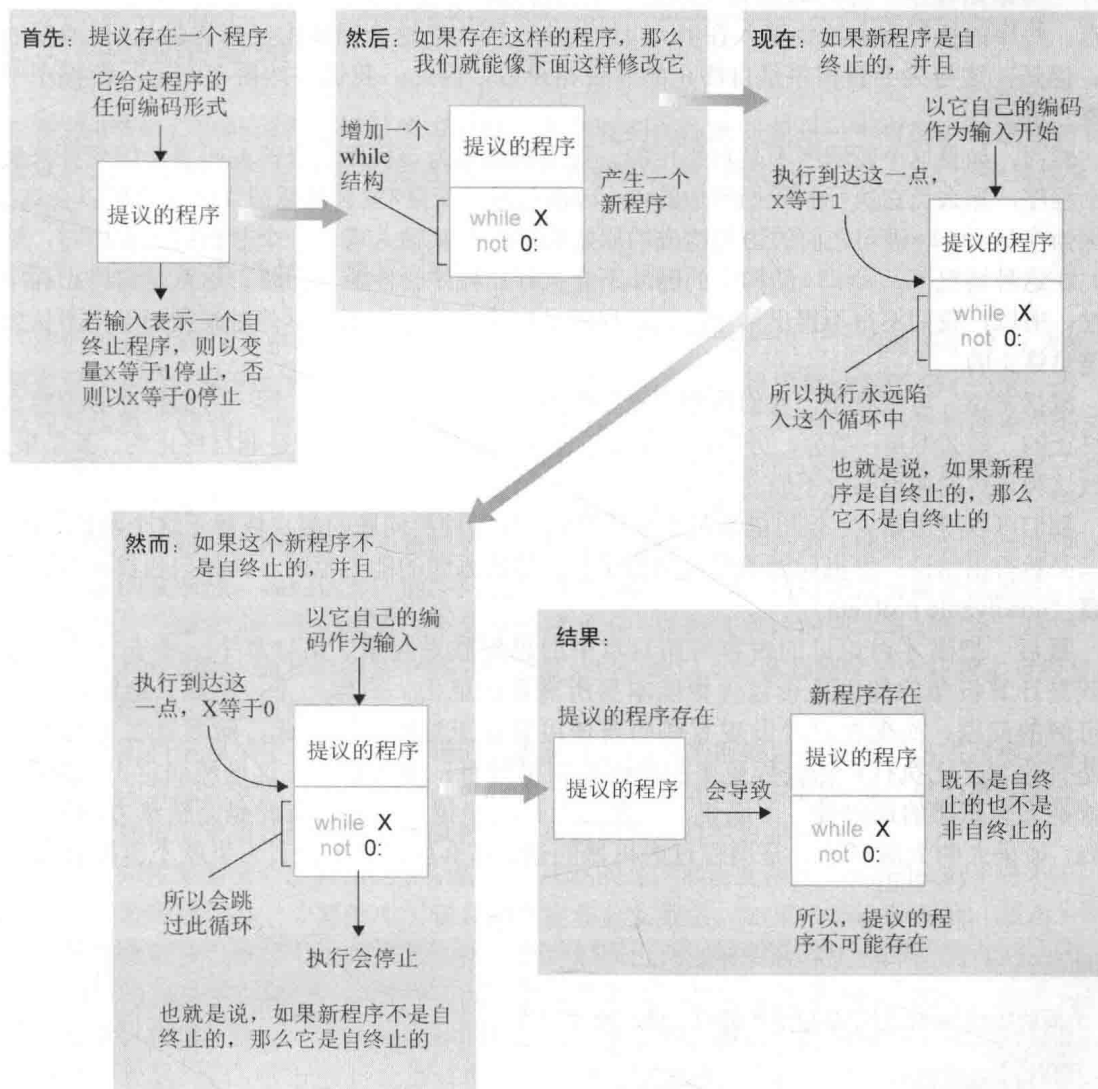 首先：提议存在一个程序
它给定程序的
任何编码形式
提议的程序
若输入表示一个自
终止程序，则以变
量X等于1停止，否
则以X等于0停止
然后：如果存在这样的程序，那么
我们就能像下面这样修改它
增加一个
while
结构
提议的程序
while X
not 0:
产生一个
新程序
现在：如果新程序是自
终止的，并且
以它自己的编码
作为输入开始
执行到达这一点，
X等于1
提议的程序
while X
not 0:
所以执行永远陷
入这个循环中
也就是说，如果新程
序是自终止的，那么
它不是自终止的
然而：如果这个新程序不
是自终止的，并且
以它自己的编
码作为输入
执行到达这
一点，X等于0
提议的程序
while X
not 0:
所以会跳
过此循环
执行会停止
也就是说，如果新程序不是自
终止的，那么它是自终止的
结果：
提议的程序存在
提议的程序
会导致
新程序存在
提议的程序
while X
not 0:
既不是自终
止的也不是
非自终止的
所以，提议的程
序不可能存在